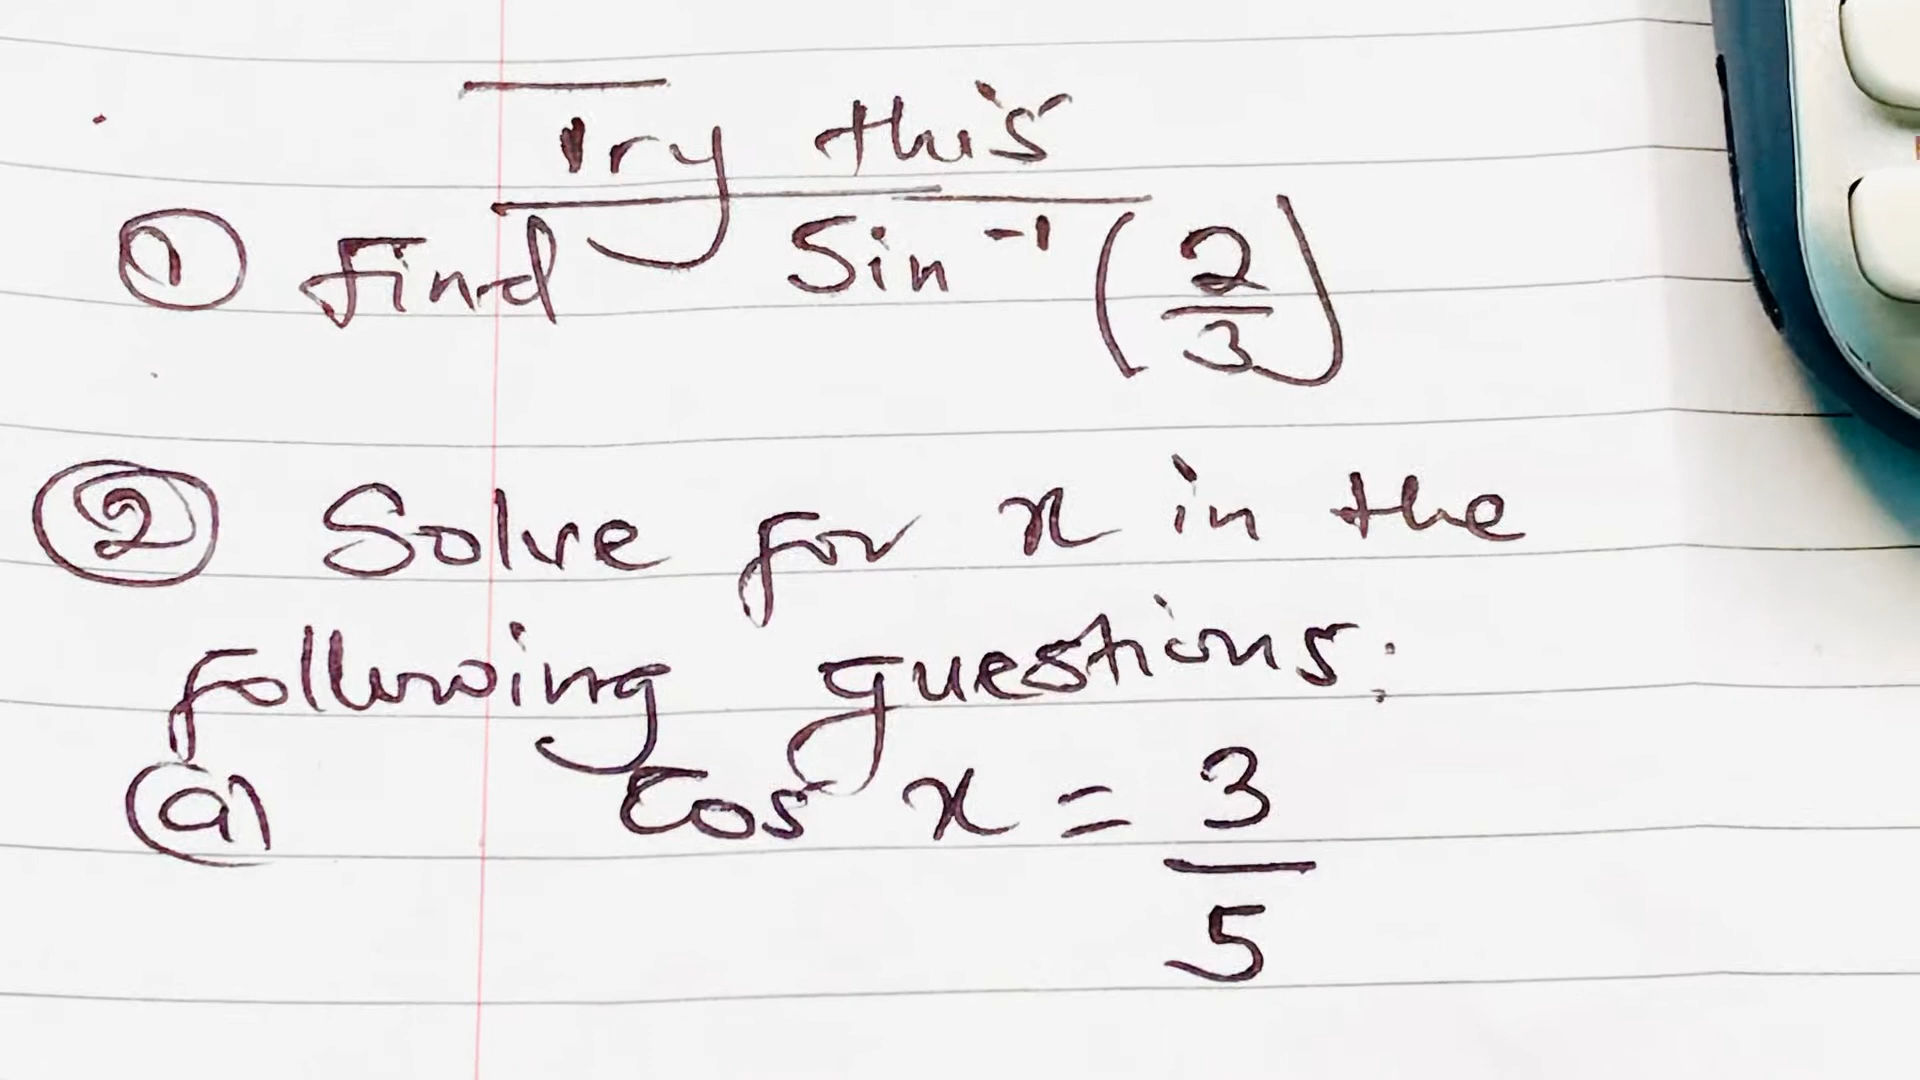 Try this
① Find Sin⁻¹ (2/3)
② Solve for x in the
following questions:
ⓐ Cos x = 3/5